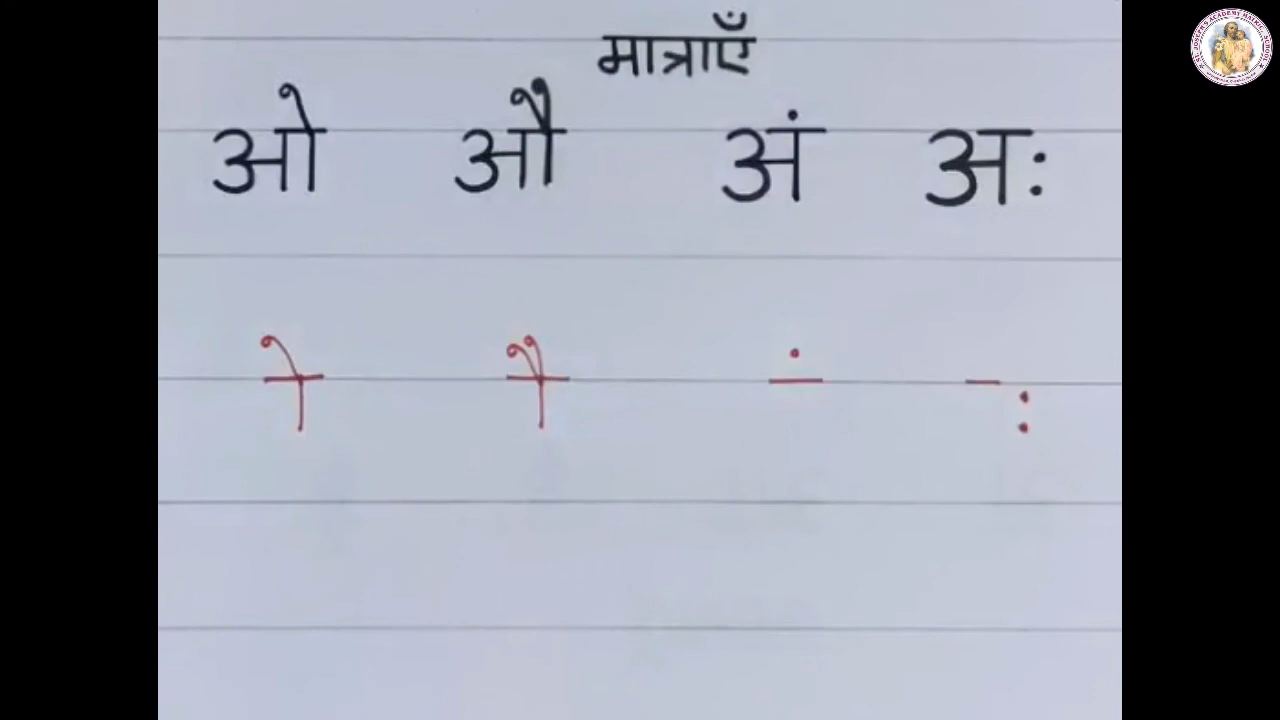 मात्राएँ
ओ औ अं अः
ो ौ ं ः